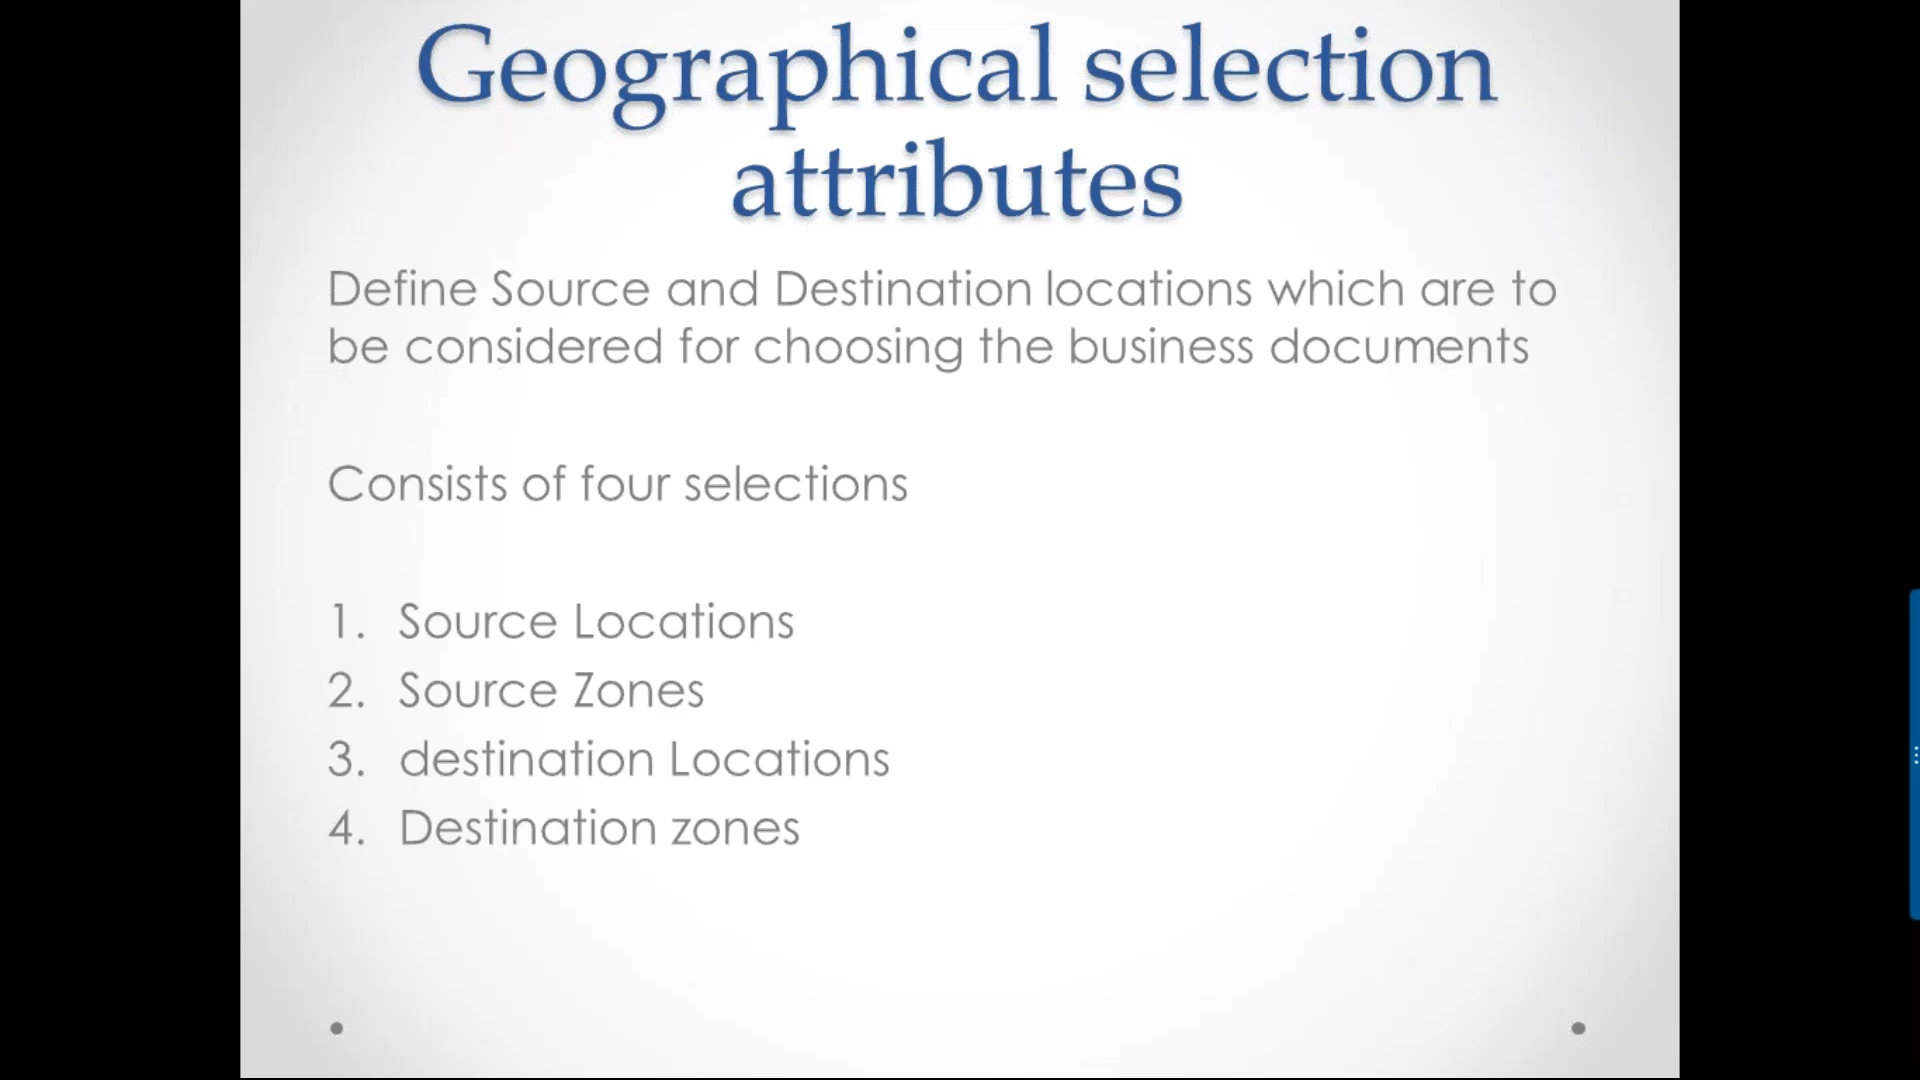 Geographical selection
attributes
Define Source and Destination locations which are to
be considered for choosing the business documents
Consists of four selections
1. Source Locations
2. Source Zones
3. destination Locations
4. Destination zones